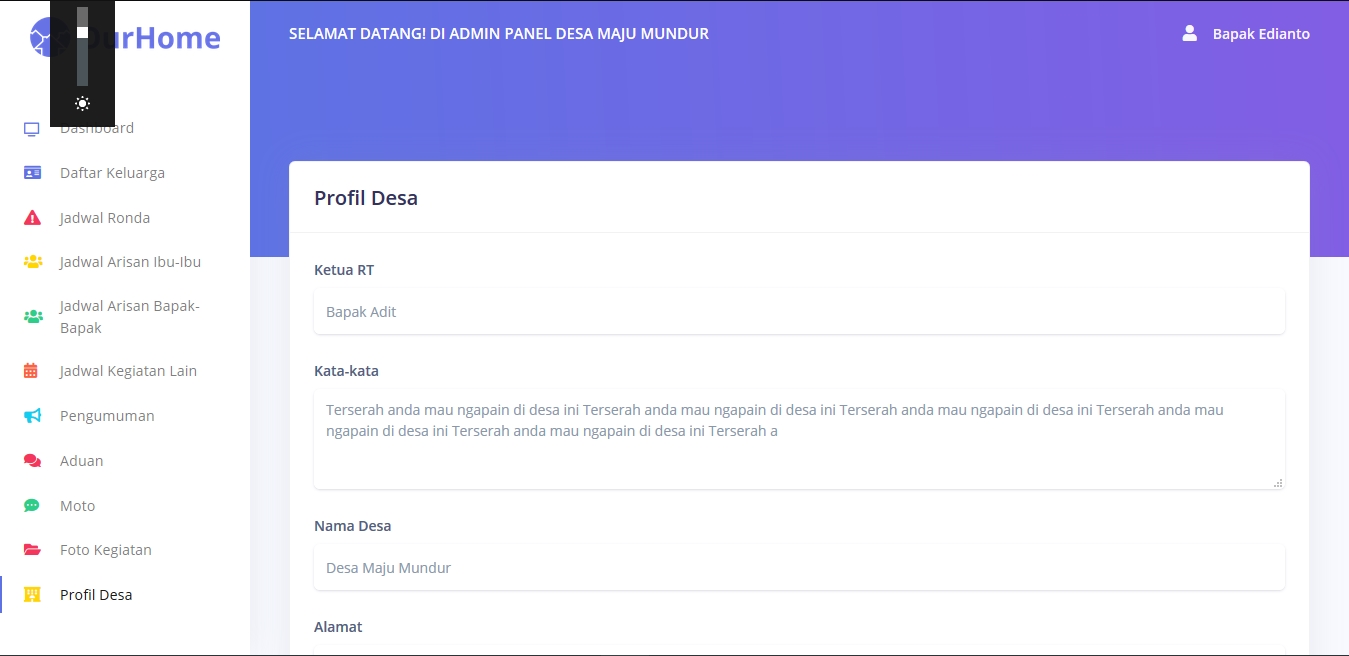 OurHome
SELAMAT DATANG! DI ADMIN PANEL DESA MAJU MUNDUR
Bapak Edianto
Dashboard
Daftar Keluarga
Jadwal Ronda
Jadwal Arisan Ibu-Ibu
Jadwal Arisan Bapak-
Bapak
Jadwal Kegiatan Lain
Pengumuman
Aduan
Moto
Foto Kegiatan
Profil Desa
Profil Desa
Ketua RT
Bapak Adit
Kata-kata
Terserah anda mau ngapain di desa ini Terserah anda mau ngapain di desa ini Terserah anda mau ngapain di desa ini Terserah anda mau
ngapain di desa ini Terserah anda mau ngapain di desa ini Terserah a
Nama Desa
Desa Maju Mundur
Alamat